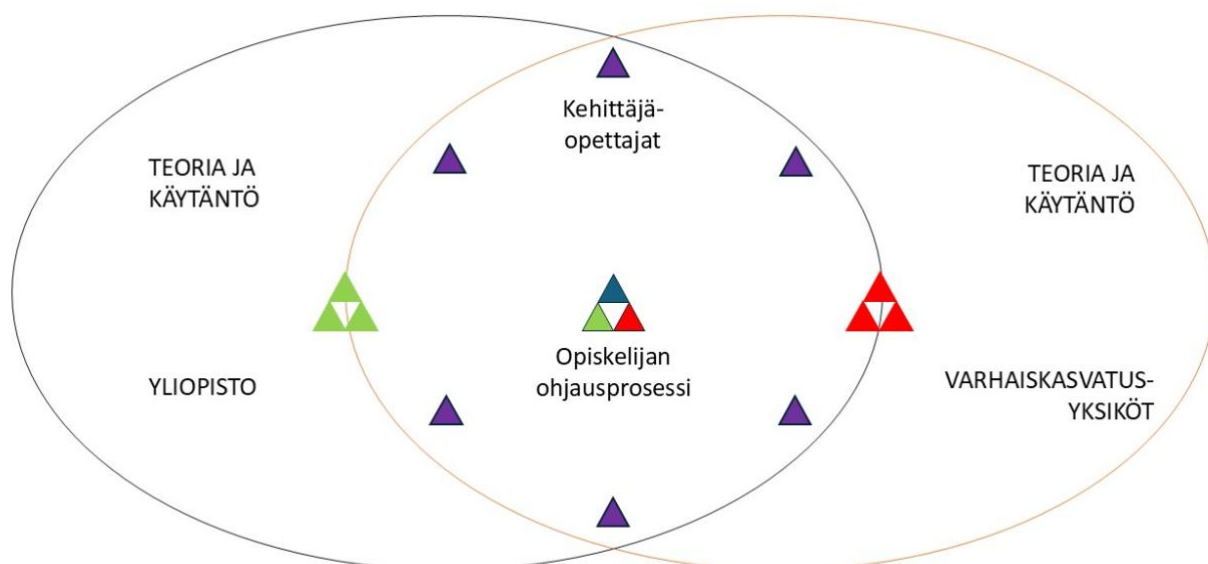 Kehittäjä-
opettajat
TEORIA JA
KÄYTÄNTÖ
TEORIA JA
KÄYTÄNTÖ
Opiskelijan
ohjausprosessi
YLIOPISTO
VARHAISKASVATUS-
YKSIKÖT